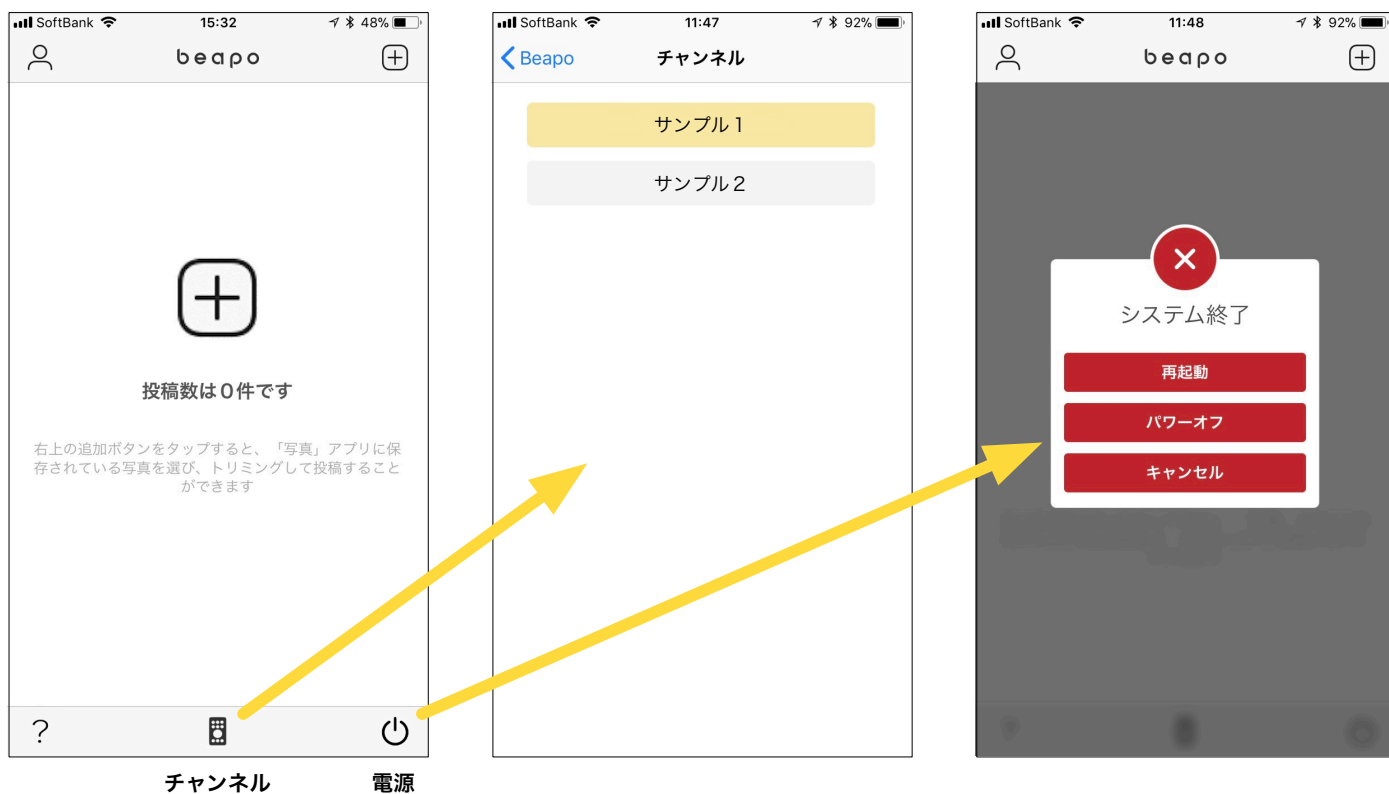 SoftBank 15:32 48%
beapo
投稿数は0件です
右上の追加ボタンをタップすると、「写真」アプリに保
存されている写真を選び、トリミングして投稿すること
ができます
?
チャンネル 電源
SoftBank 11:47 92%
Beapo チャンネル
サンプル1
サンプル2
SoftBank 11:48 92%
beapo
システム終了
再起動
パワーオフ
キャンセル